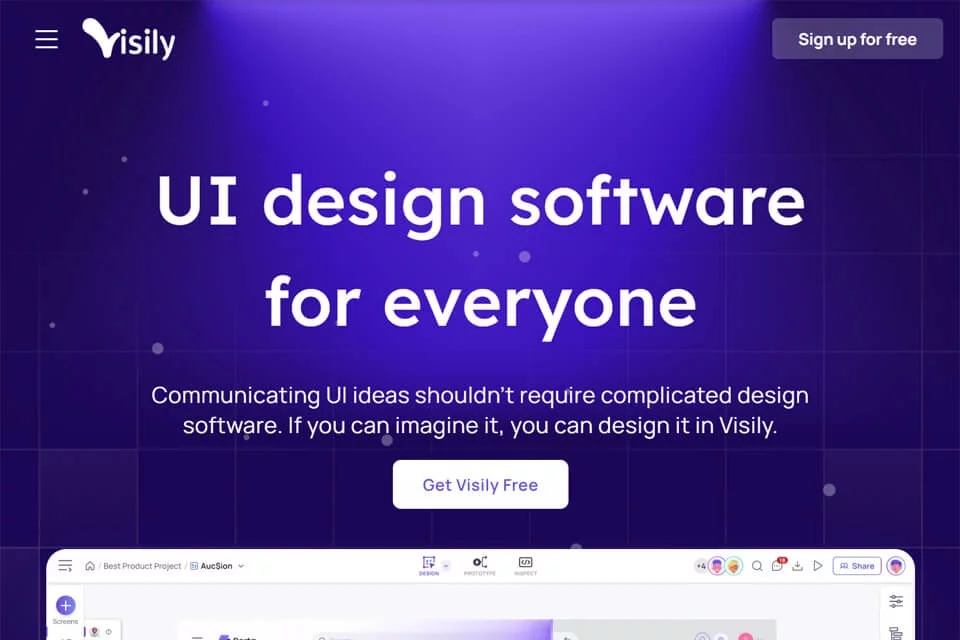 Visily
Sign up for free
UI design software
for everyone
Communicating UI ideas shouldn't require complicated design
software. If you can imagine it, you can design it in Visily.
Get Visily Free
/ Best Product Project / AucSion
DESIGN
PROTOTYPE
INSPECT
+4
Share
Screens